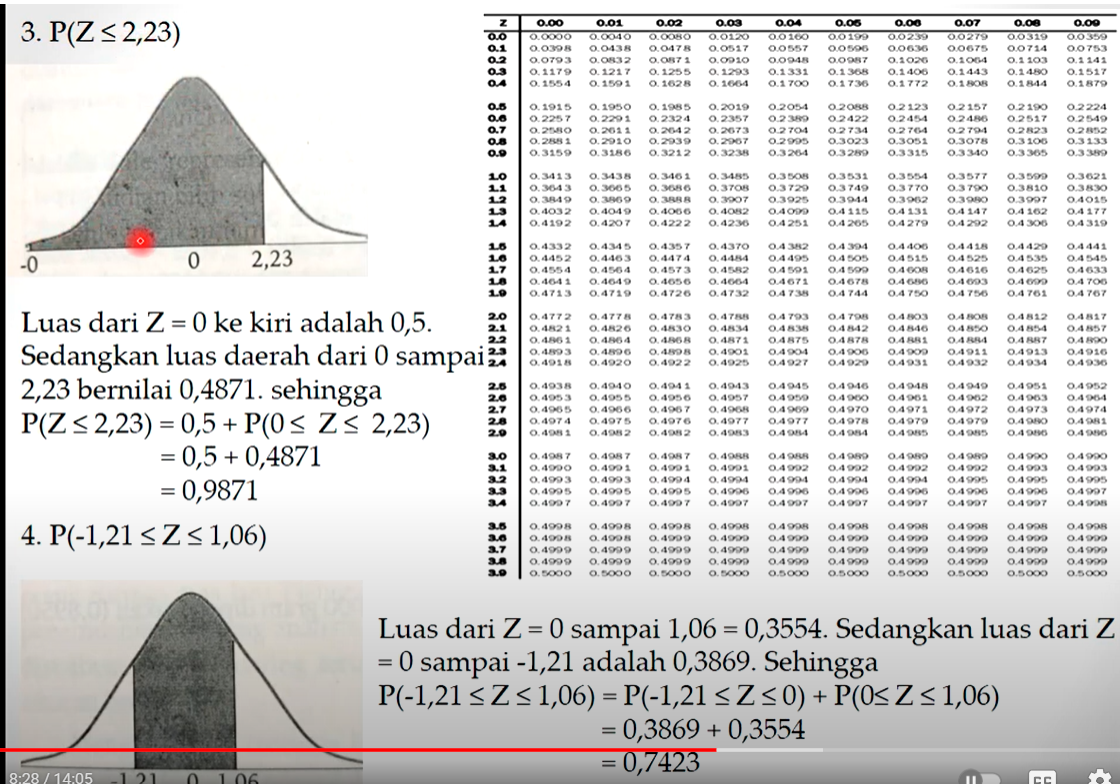 3. P(Z ≤ 2,23)
-0 0 2,23
Luas dari Z = 0 ke kiri adalah 0,5.
Sedangkan luas daerah dari 0 sampai
2,23 bernilai 0,4871. sehingga
P(Z ≤ 2,23) = 0,5 + P(0 ≤ Z ≤ 2,23)
= 0,5 + 0,4871
= 0,9871
4. P(-1,21 ≤ Z ≤ 1,06)
-1 21 0 1 06
Z 0.00 0.01 0.02 0.03 0.04 0.05 0.06 0.07 0.08 0.09
0.0 0.0000 0.0040 0.0080 0.0120 0.0160 0.0199 0.0239 0.0279 0.0319 0.0359
0.1 0.0398 0.0438 0.0478 0.0517 0.0557 0.0596 0.0636 0.0675 0.0714 0.0753
0.2 0.0793 0.0832 0.0871 0.0910 0.0948 0.0987 0.1026 0.1064 0.1103 0.1141
0.3 0.1179 0.1217 0.1255 0.1293 0.1331 0.1368 0.1406 0.1443 0.1480 0.1517
0.4 0.1554 0.1591 0.1628 0.1664 0.1700 0.1736 0.1772 0.1808 0.1844 0.1879
0.5 0.1915 0.1950 0.1985 0.2019 0.2054 0.2088 0.2123 0.2157 0.2190 0.2224
0.6 0.2257 0.2291 0.2324 0.2357 0.2389 0.2422 0.2454 0.2486 0.2517 0.2549
0.7 0.2580 0.2611 0.2642 0.2673 0.2704 0.2734 0.2764 0.2794 0.2823 0.2852
0.8 0.2881 0.2910 0.2939 0.2967 0.2995 0.3023 0.3051 0.3078 0.3106 0.3133
0.9 0.3159 0.3186 0.3212 0.3238 0.3264 0.3289 0.3315 0.3340 0.3365 0.3389
1.0 0.3413 0.3438 0.3461 0.3485 0.3508 0.3531 0.3554 0.3577 0.3599 0.3621
1.1 0.3643 0.3665 0.3686 0.3708 0.3729 0.3749 0.3770 0.3790 0.3810 0.3830
1.2 0.3849 0.3869 0.3888 0.3907 0.3925 0.3944 0.3962 0.3980 0.3997 0.4015
1.3 0.4032 0.4049 0.4066 0.4082 0.4099 0.4115 0.4131 0.4147 0.4162 0.4177
1.4 0.4192 0.4207 0.4222 0.4236 0.4251 0.4265 0.4279 0.4292 0.4306 0.4319
1.5 0.4332 0.4345 0.4357 0.4370 0.4382 0.4394 0.4406 0.4418 0.4429 0.4441
1.6 0.4452 0.4463 0.4474 0.4484 0.4495 0.4505 0.4515 0.4525 0.4535 0.4545
1.7 0.4554 0.4564 0.4573 0.4582 0.4591 0.4599 0.4608 0.4616 0.4625 0.4633
1.8 0.4641 0.4649 0.4656 0.4664 0.4671 0.4678 0.4686 0.4693 0.4699 0.4706
1.9 0.4713 0.4719 0.4726 0.4732 0.4738 0.4744 0.4750 0.4756 0.4761 0.4767
2.0 0.4772 0.4778 0.4783 0.4788 0.4793 0.4798 0.4803 0.4808 0.4812 0.4817
2.1 0.4821 0.4826 0.4830 0.4834 0.4838 0.4842 0.4846 0.4850 0.4854 0.4857
2.2 0.4861 0.4864 0.4868 0.4871 0.4875 0.4878 0.4881 0.4884 0.4887 0.4890
2.3 0.4893 0.4896 0.4898 0.4901 0.4904 0.4906 0.4909 0.4911 0.4913 0.4916
2.4 0.4918 0.4920 0.4922 0.4925 0.4927 0.4929 0.4931 0.4932 0.4934 0.4936
2.5 0.4938 0.4940 0.4941 0.4943 0.4945 0.4946 0.4948 0.4949 0.4951 0.4952
2.6 0.4953 0.4955 0.4956 0.4957 0.4959 0.4960 0.4961 0.4962 0.4963 0.4964
2.7 0.4965 0.4966 0.4967 0.4968 0.4969 0.4970 0.4971 0.4972 0.4973 0.4974
2.8 0.4974 0.4975 0.4976 0.4977 0.4977 0.4978 0.4979 0.4979 0.4980 0.4981
2.9 0.4981 0.4982 0.4982 0.4983 0.4984 0.4984 0.4985 0.4985 0.4986 0.4986
3.0 0.4987 0.4987 0.4987 0.4988 0.4988 0.4989 0.4989 0.4989 0.4990 0.4990
3.1 0.4990 0.4991 0.4991 0.4991 0.4992 0.4992 0.4992 0.4992 0.4993 0.4993
3.2 0.4993 0.4993 0.4994 0.4994 0.4994 0.4994 0.4994 0.4995 0.4995 0.4995
3.3 0.4995 0.4995 0.4995 0.4996 0.4996 0.4996 0.4996 0.4996 0.4996 0.4997
3.4 0.4997 0.4997 0.4997 0.4997 0.4997 0.4997 0.4997 0.4997 0.4997 0.4998
3.5 0.4998 0.4998 0.4998 0.4998 0.4998 0.4998 0.4998 0.4998 0.4998 0.4998
3.6 0.4998 0.4998 0.4999 0.4999 0.4999 0.4999 0.4999 0.4999 0.4999 0.4999
3.7 0.4999 0.4999 0.4999 0.4999 0.4999 0.4999 0.4999 0.4999 0.4999 0.4999
3.8 0.4999 0.4999 0.4999 0.4999 0.4999 0.4999 0.4999 0.4999 0.4999 0.4999
3.9 0.5000 0.5000 0.5000 0.5000 0.5000 0.5000 0.5000 0.5000 0.5000 0.5000
Luas dari Z = 0 sampai 1,06 = 0,3554. Sedangkan luas dari Z
= 0 sampai -1,21 adalah 0,3869. Sehingga
P(-1,21 ≤ Z ≤ 1,06) = P(-1,21 ≤ Z ≤ 0) + P(0≤ Z ≤ 1,06)
= 0,3869 + 0,3554
= 0,7423
8:28 / 14:05